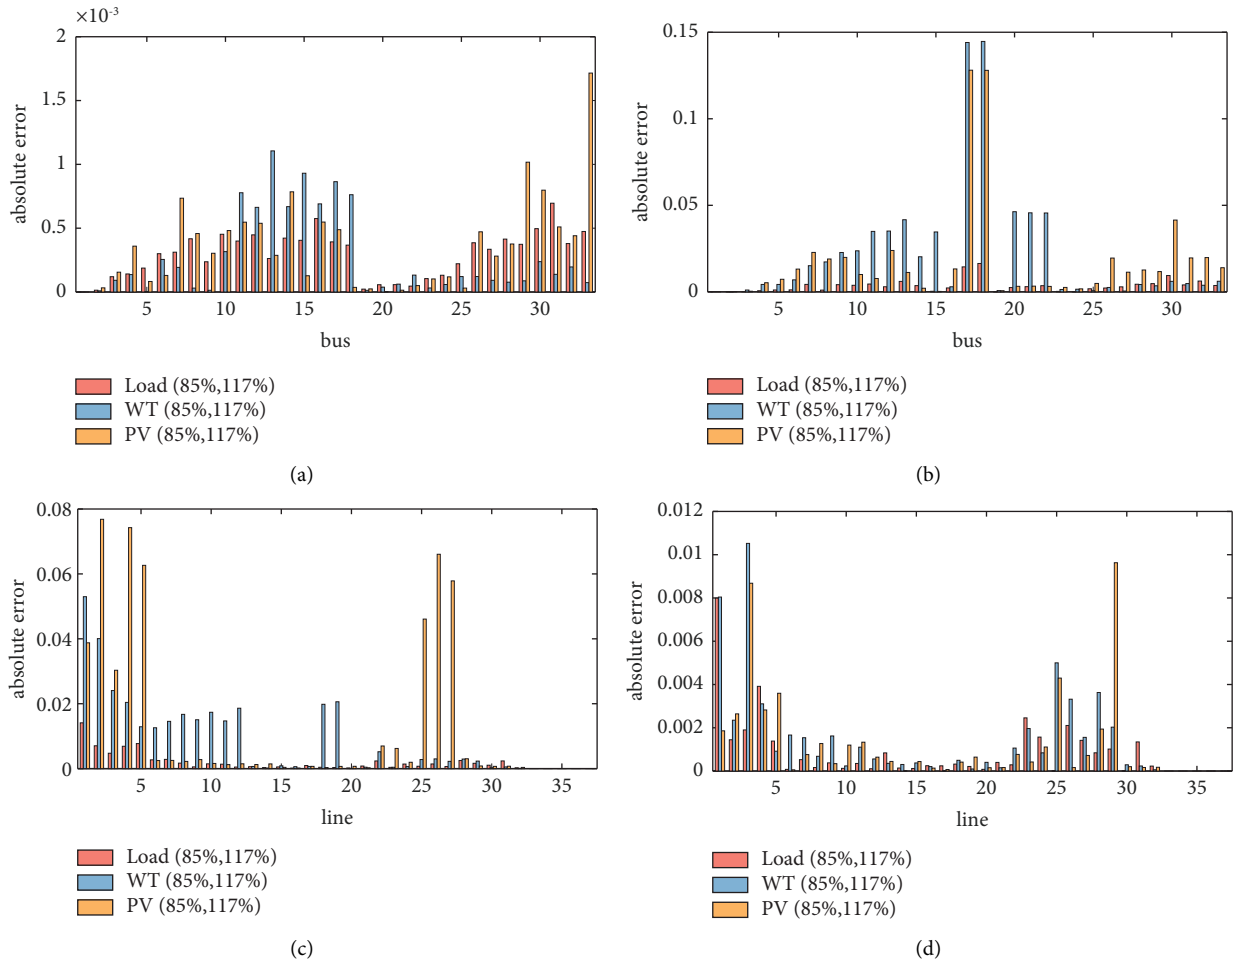 ×10-3
2
1.5
1
0.5
0
absolute error
5 10 15 20 25 30
bus
Load (85%,117%)
WT (85%,117%)
PV (85%,117%)
(a)
0.15
0.1
0.05
0
absolute error
5 10 15 20 25 30
bus
Load (85%,117%)
WT (85%,117%)
PV (85%,117%)
(b)
0.08
0.06
0.04
0.02
0
absolute error
5 10 15 20 25 30 35
line
Load (85%,117%)
WT (85%,117%)
PV (85%,117%)
(c)
0.012
0.01
0.008
0.006
0.004
0.002
0
absolute error
5 10 15 20 25 30 35
line
Load (85%,117%)
WT (85%,117%)
PV (85%,117%)
(d)